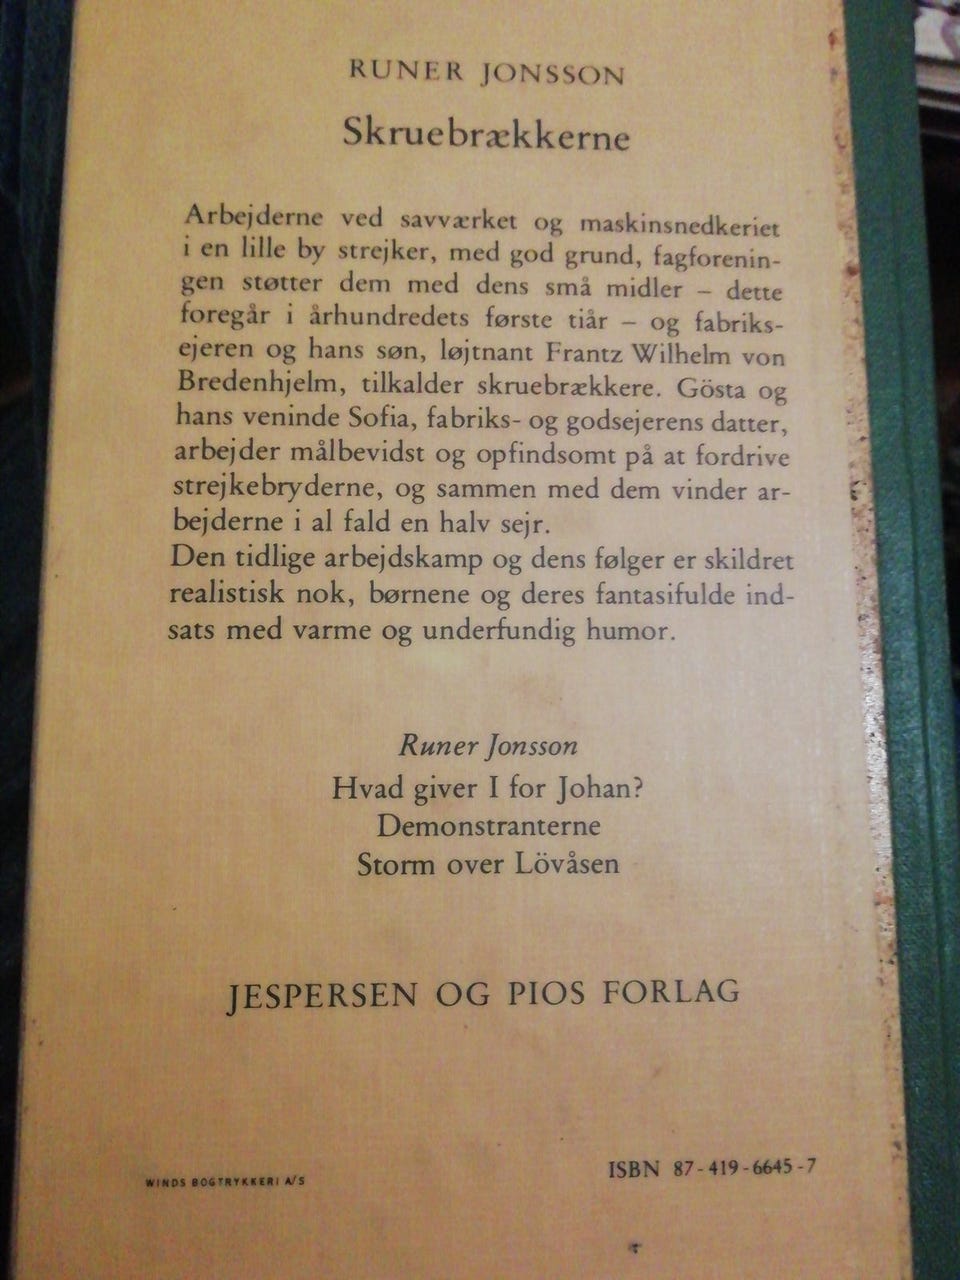 RUNER JONSSON
Skruebrækkerne
Arbejderne ved savværket og maskinsnedkeriet
i en lille by strejker, med god grund, fagforenin-
gen støtter dem med dens små midler – dette
foregår i århundredets første tiår – og fabriks-
ejeren og hans søn, løjtnant Frantz Wilhelm von
Bredenhjelm, tilkalder skruebrækkere. Gösta og
hans veninde Sofia, fabriks- og godsejerens datter,
arbejder målbevidst og opfindsomt på at fordrive
strejkebryderne, og sammen med dem vinder ar-
bejderne i al fald en halv sejr.
Den tidlige arbejdskamp og dens følger er skildret
realistisk nok, børnene og deres fantasifulde ind-
sats med varme og underfundig humor.
Runer Jonsson
Hvad giver I for Johan?
Demonstranterne
Storm over Lövåsen
JESPERSEN OG PIOS FORLAG
WINDS BOGTRYKKERI A/S
ISBN 87-419-6645-7